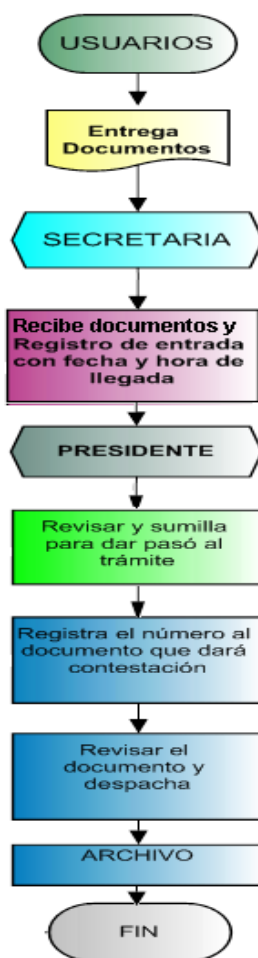 USUARIOS
Entrega
Documentos
SECRETARIA
Recibe documentos y
Registro de entrada
con fecha y hora de
llegada
PRESIDENTE
Revisar y sumilla
para dar pasó al
trámite
Registra el número al
documento que dará
contestación
Revisar el
documento y
despacha
ARCHIVO
FIN